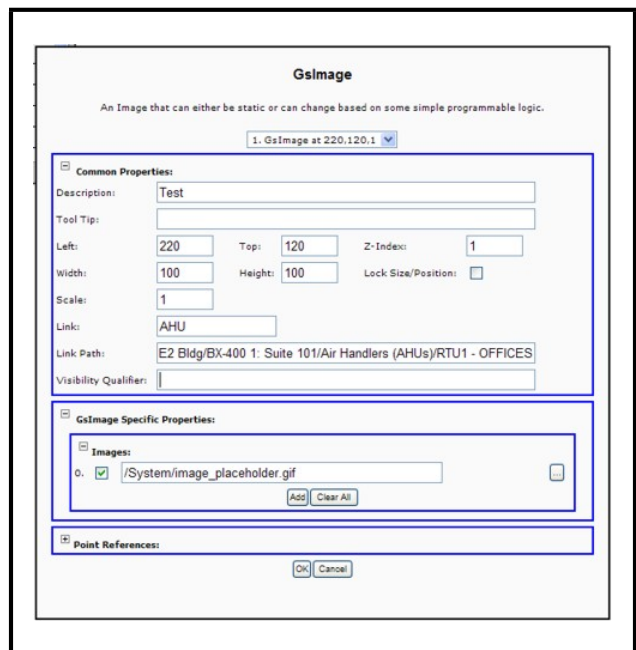 GsImage
An Image that can either be static or can change based on some simple programmable logic.
1. GsImage at 220,120,1
Common Properties:
Description: Test
Tool Tip:
Left: 220 Top: 120 Z-Index: 1
Width: 100 Height: 100 Lock Size/Position:
Scale: 1
Link: AHU
Link Path: E2 Bldg/BX-400 1: Suite 101/Air Handlers (AHUs)/RTU1 - OFFICES
Visibility Qualifier:
GsImage Specific Properties:
Images:
0. /System/image_placeholder.gif ...
Add Clear All
Point References:
OK Cancel